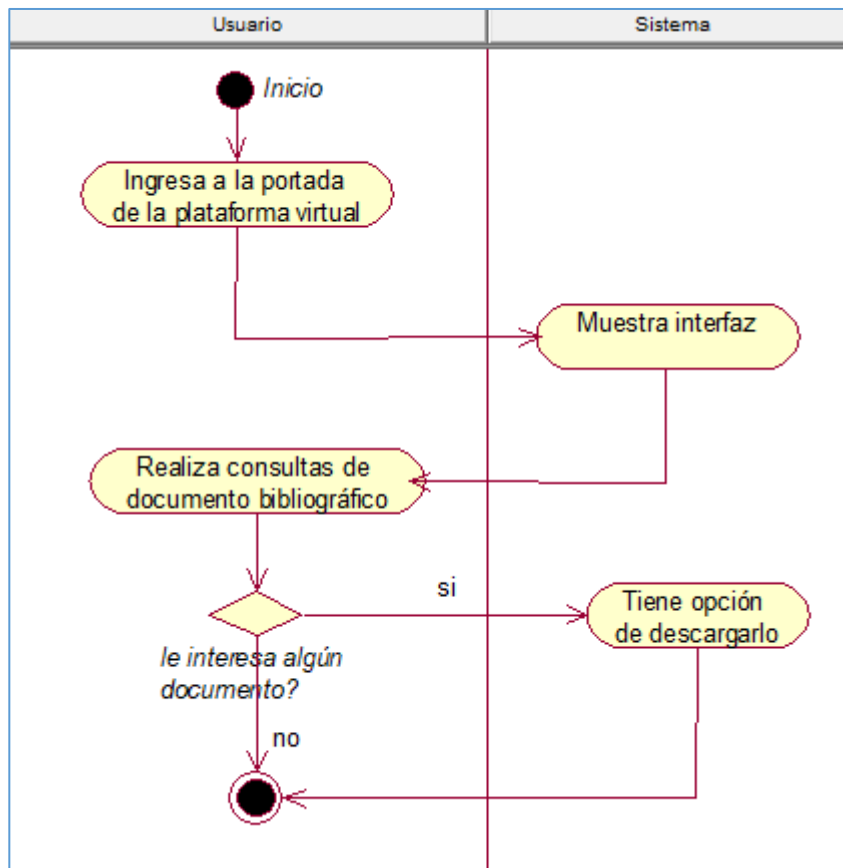 Usuario
Sistema
Inicio
Ingresa a la portada
de la plataforma virtual
Muestra interfaz
Realiza consultas de
documento bibliográfico
si
Tiene opción
de descargarlo
le interesa algún
documento?
no